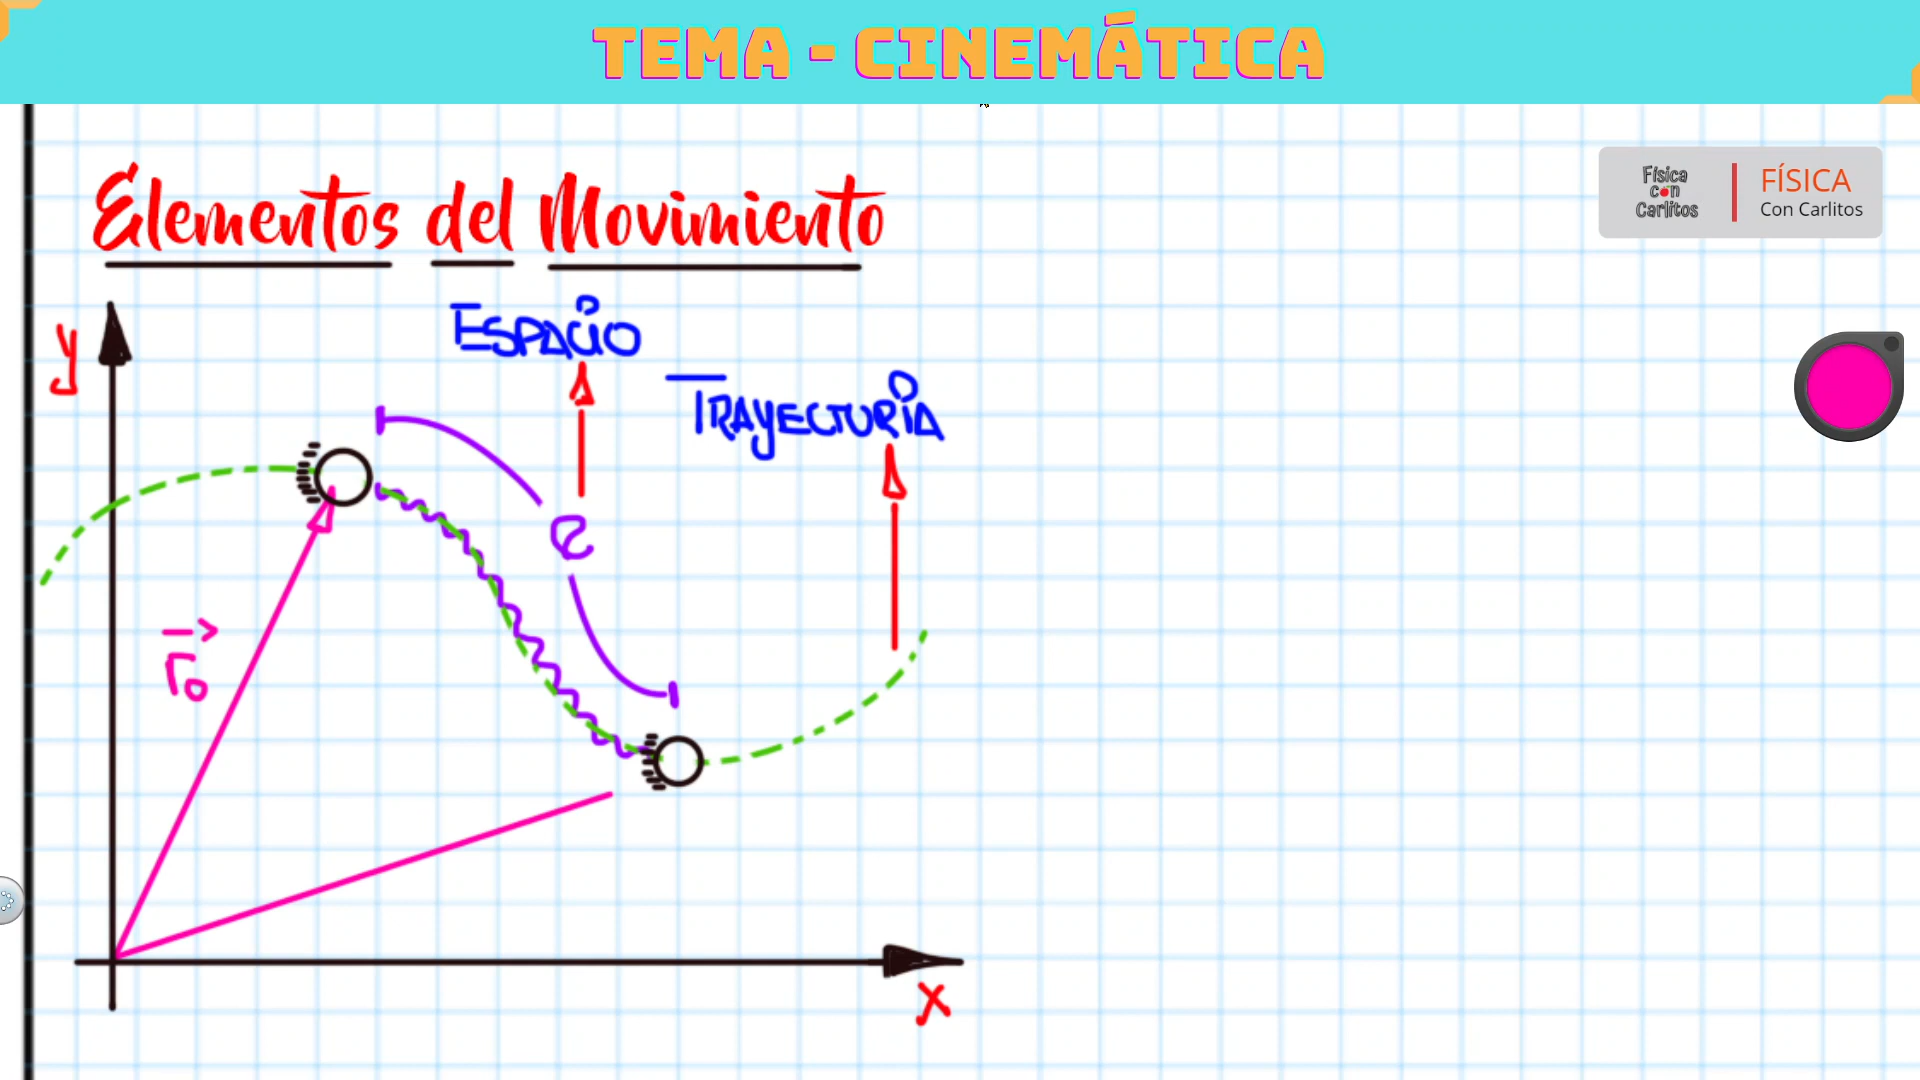 TEMA - CINEMÁTICA
Elementos del Movimiento
Física
con
Carlitos
FÍSICA
Con Carlitos
y
ESPACIO
TRAYECTORIA
e
r₀
x